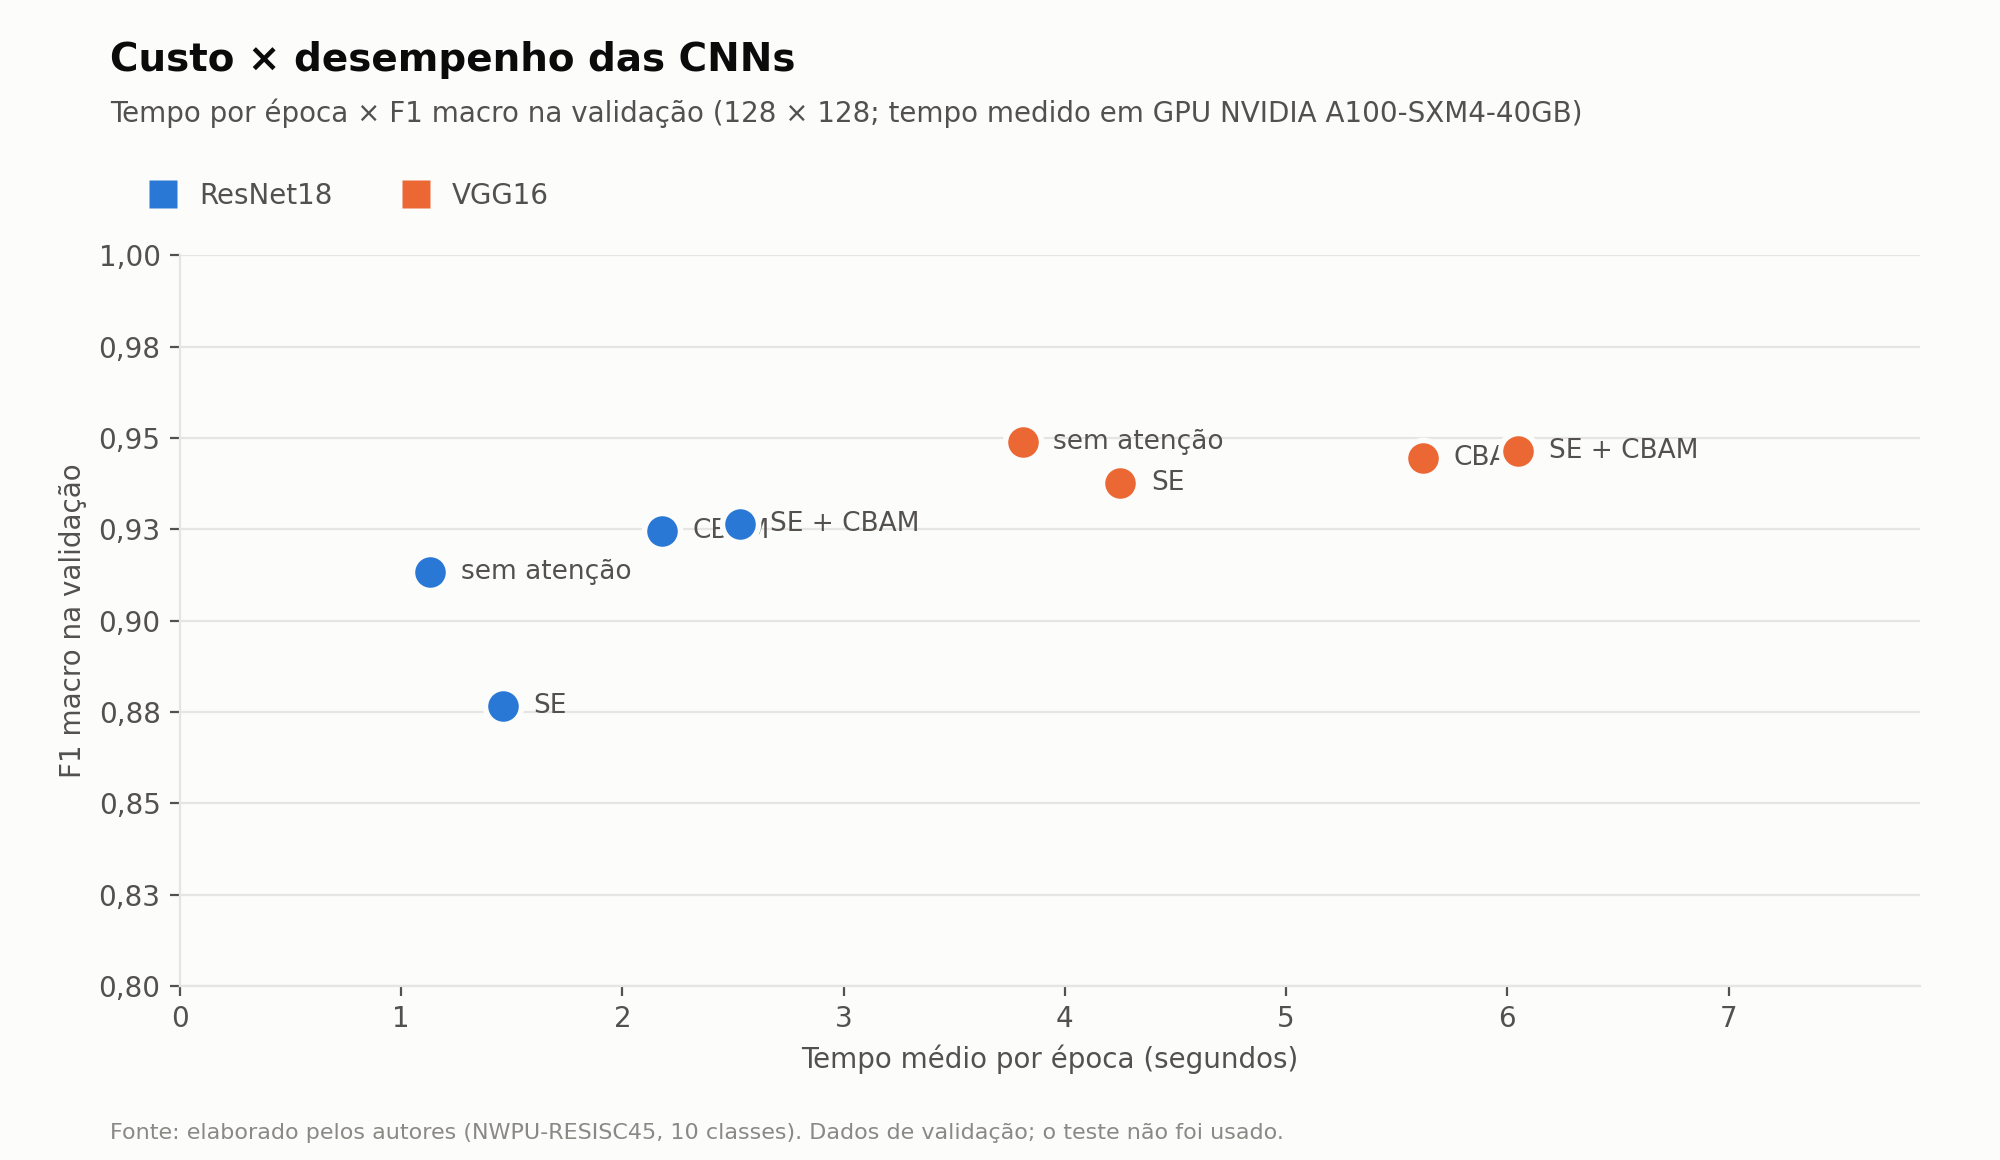 Custo × desempenho das CNNs
Tempo por época × F1 macro na validação (128 × 128; tempo medido em GPU NVIDIA A100-SXM4-40GB)
ResNet18
VGG16
F1 macro na validação
1,00
0,98
0,95
0,93
0,90
0,88
0,85
0,83
0,80
sem atenção
SE
SE + CBAM
SE + CBAM
sem atenção
SE
0
1
2
3
4
5
6
7
Tempo médio por época (segundos)
Fonte: elaborado pelos autores (NWPU-RESISC45, 10 classes). Dados de validação; o teste não foi usado.